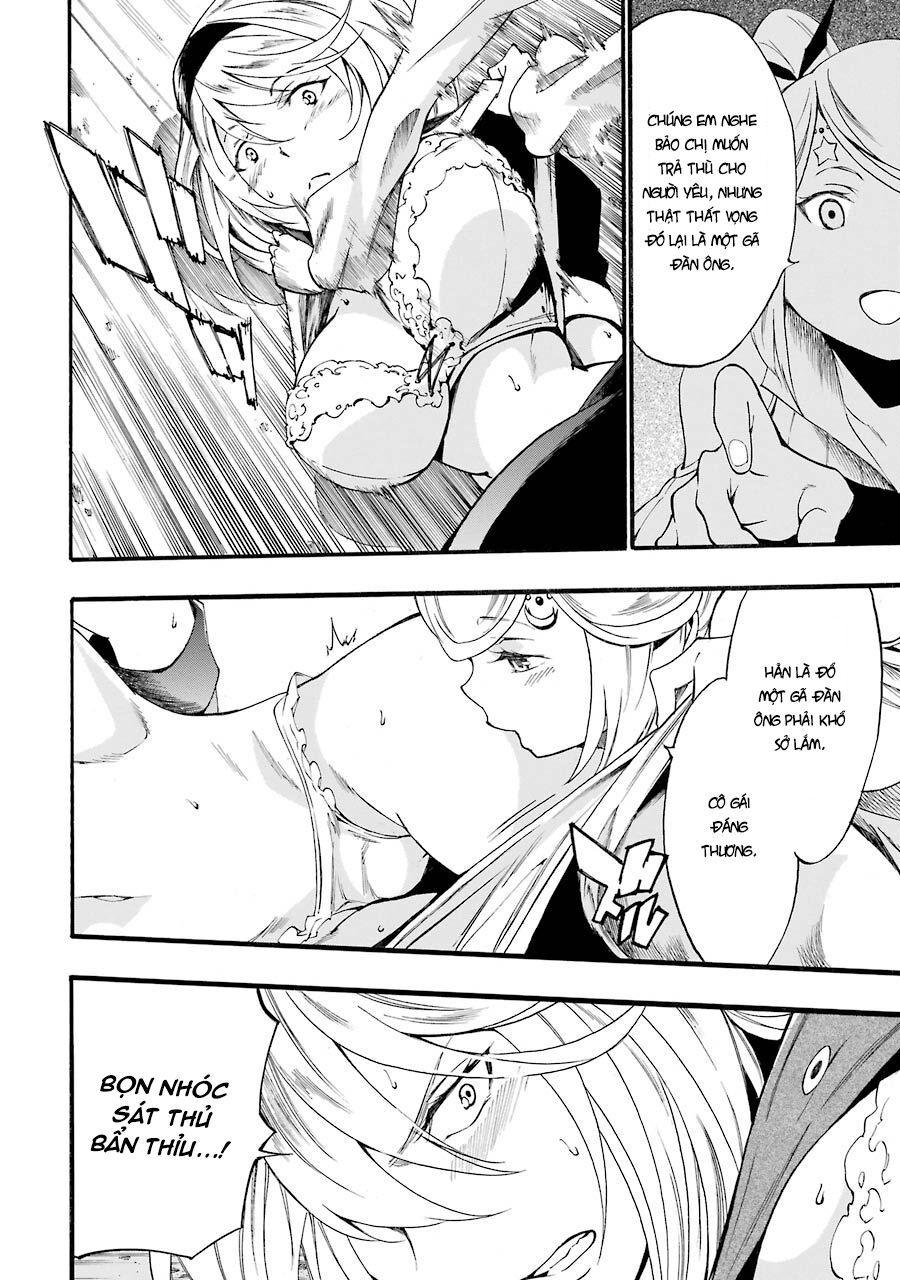 CHÚNG EM NGHE
BẢO CHỊ MUỐN
TRẢ THÙ CHO
NGƯỜI YÊU, NHƯNG
THẬT THẤT VỌNG
ĐÓ LẠI LÀ MỘT GÃ
ĐÀN ÔNG.
HẲN LÀ ĐỒ
MỘT GÃ ĐÀN
ÔNG PHẢI KHỔ
SỞ LẮM.
CÔ GÁI
ĐÁNG
THƯƠNG.
BỌN NHÓC
SÁT THỦ
BẨN THỈU...!